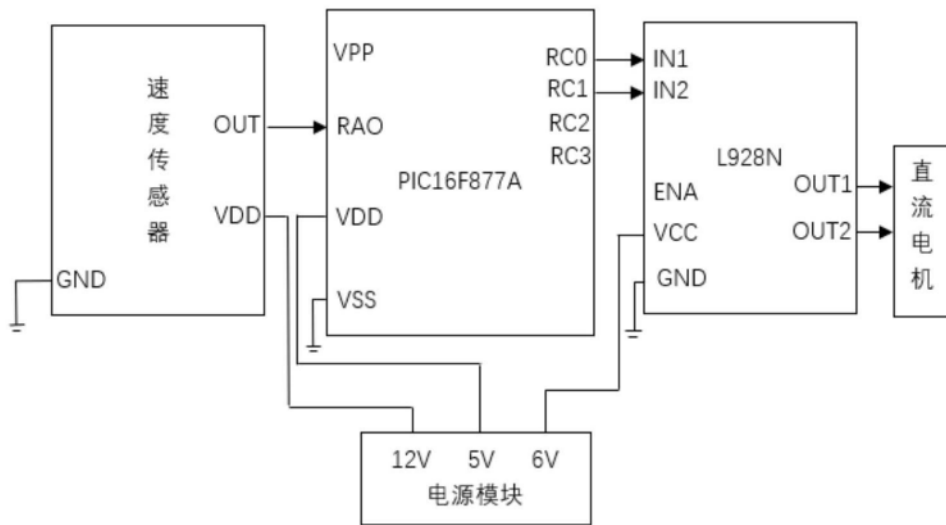 速度传感器
OUT
VDD
GND
VPP
RAO
VDD
VSS
PIC16F877A
RC0
RC1
RC2
RC3
IN1
IN2
L928N
ENA
VCC
GND
OUT1
OUT2
直流电机
12V 5V 6V
电源模块